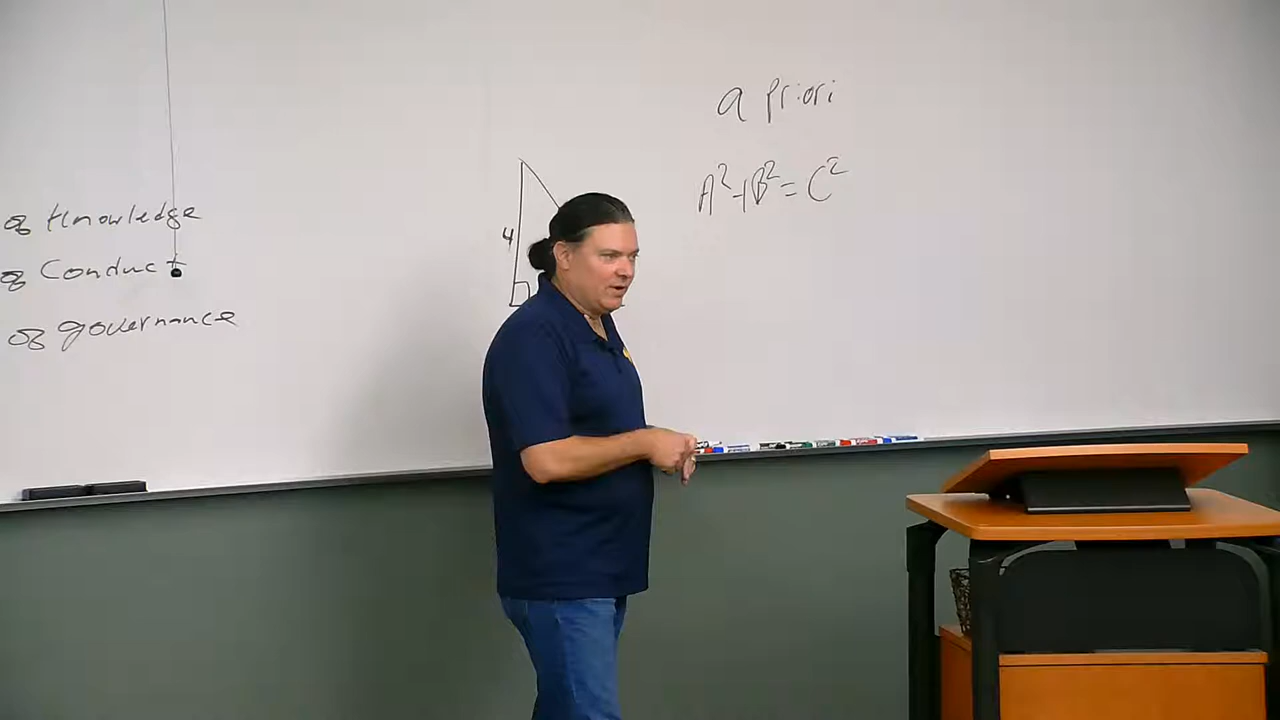 of Knowledge
of Conduct
of governance
4
a priori
A²+B²=C²